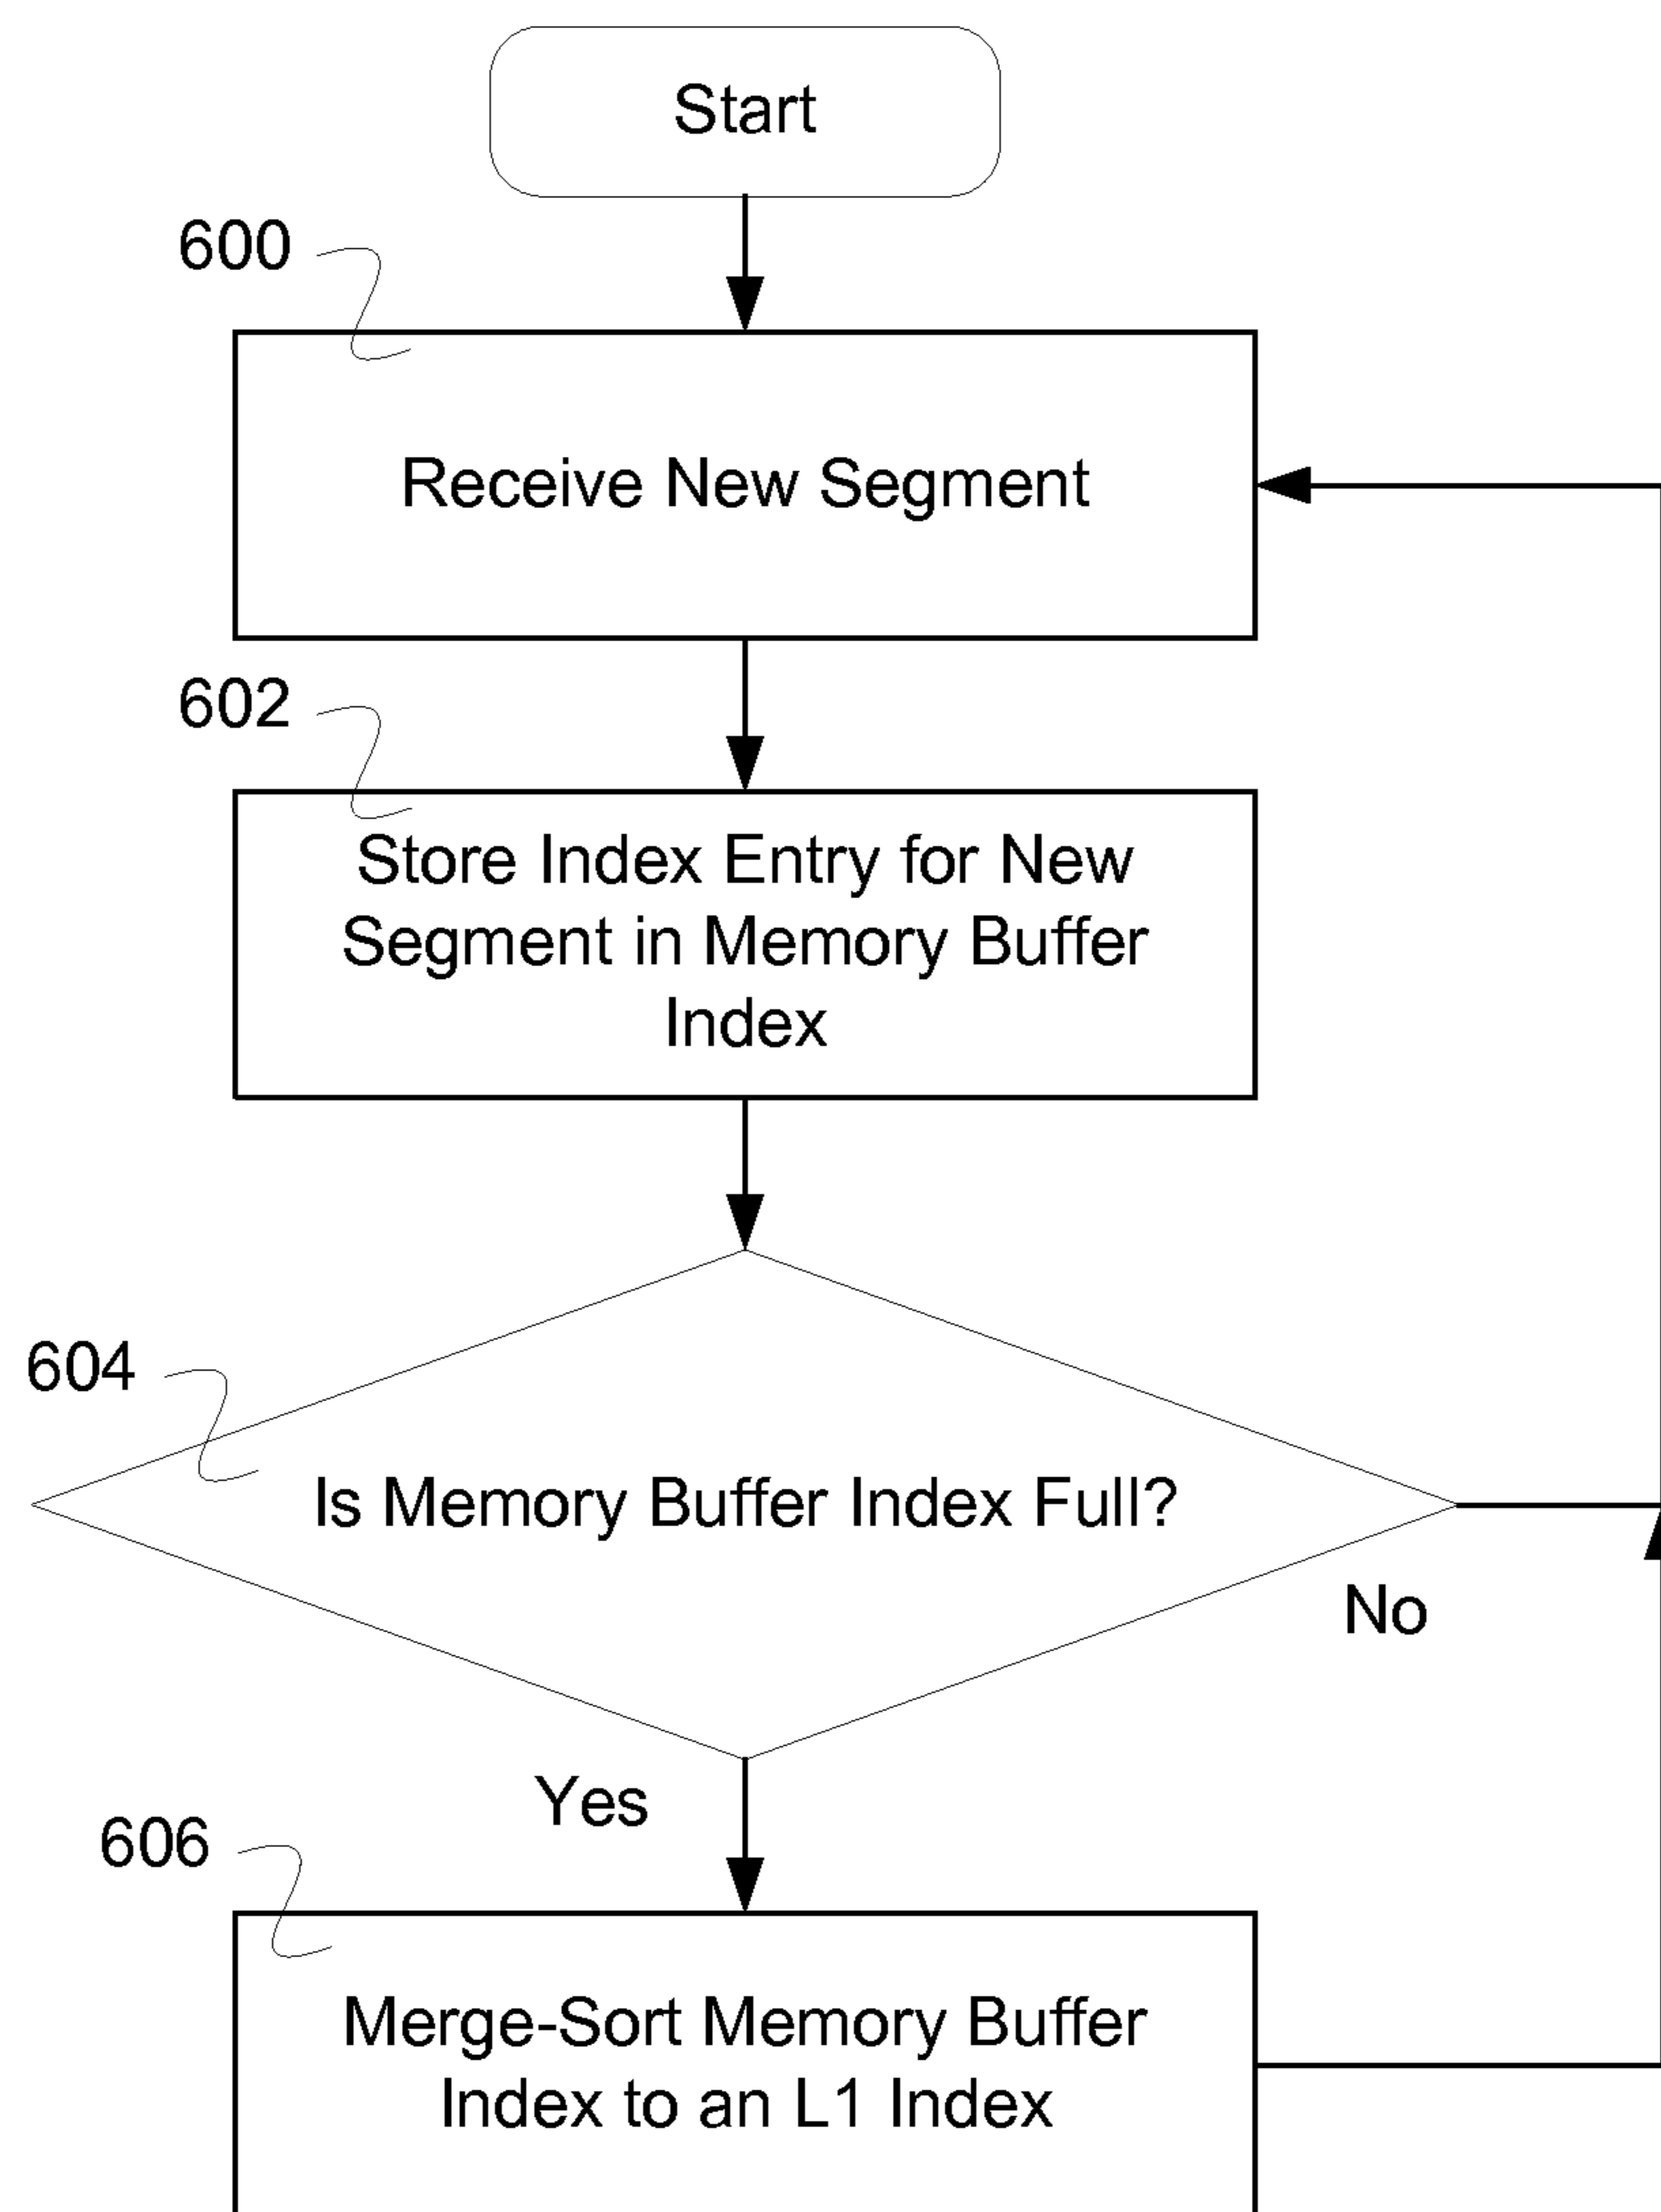 Start
600
Receive New Segment
602
Store Index Entry for New
Segment in Memory Buffer
Index
604
Is Memory Buffer Index Full?
No
Yes
606
Merge-Sort Memory Buffer
Index to an L1 Index